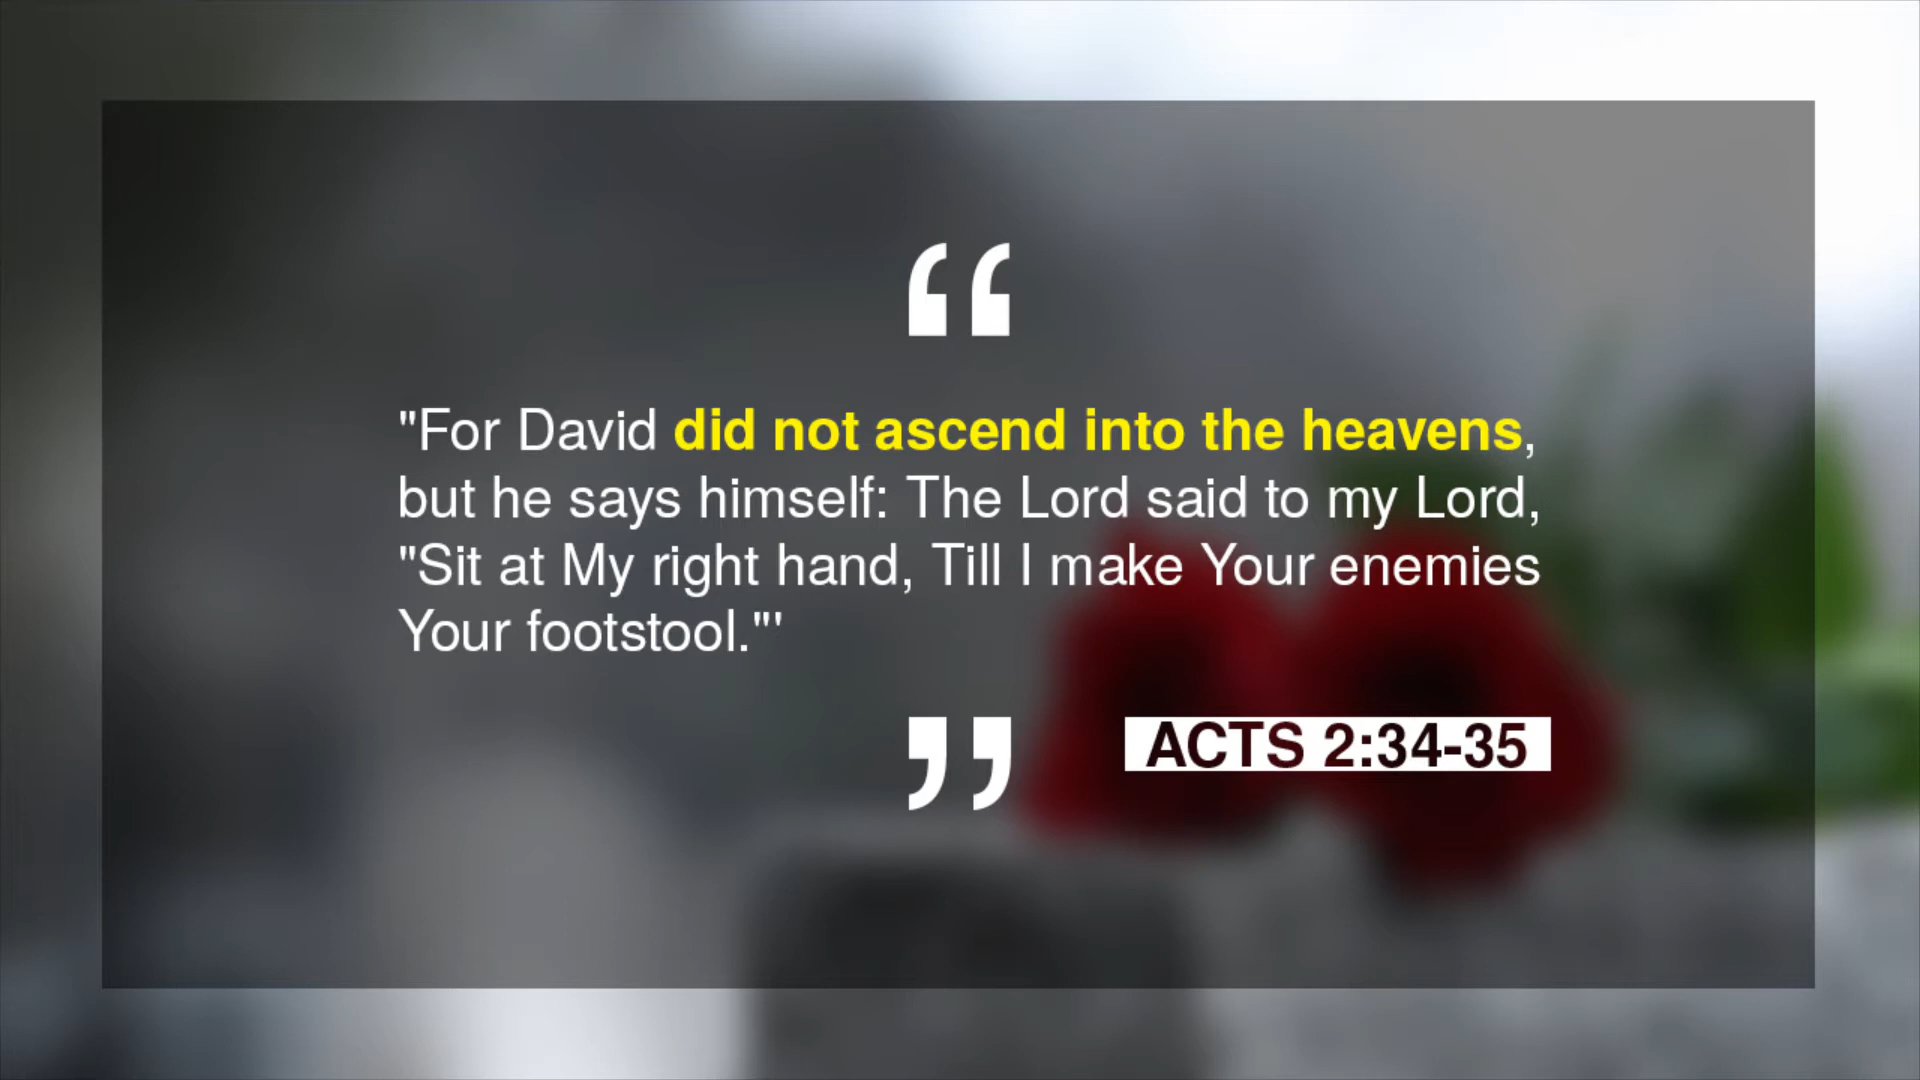 “
"For David did not ascend into the heavens,
but he says himself: The Lord said to my Lord,
"Sit at My right hand, Till I make Your enemies
Your footstool."'
”
ACTS 2:34-35